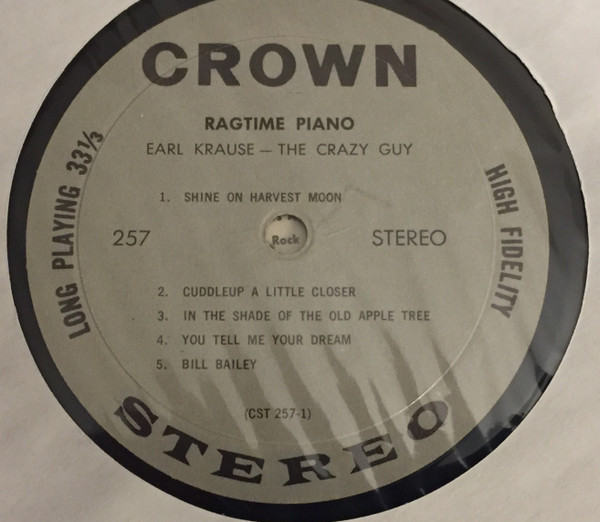 CROWN
RAGTIME PIANO
EARL KRAUSE — THE CRAZY GUY
LONG PLAYING 33⅓
HIGH FIDELITY
1. SHINE ON HARVEST MOON
257
Rock
STEREO
2. CUDDLEUP A LITTLE CLOSER
3. IN THE SHADE OF THE OLD APPLE TREE
4. YOU TELL ME YOUR DREAM
5. BILL BAILEY
(CST 257-1)
STEREO